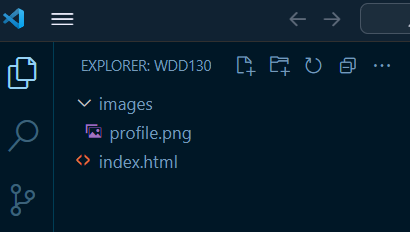 EXPLORER: WDD130
images
profile.png
index.html